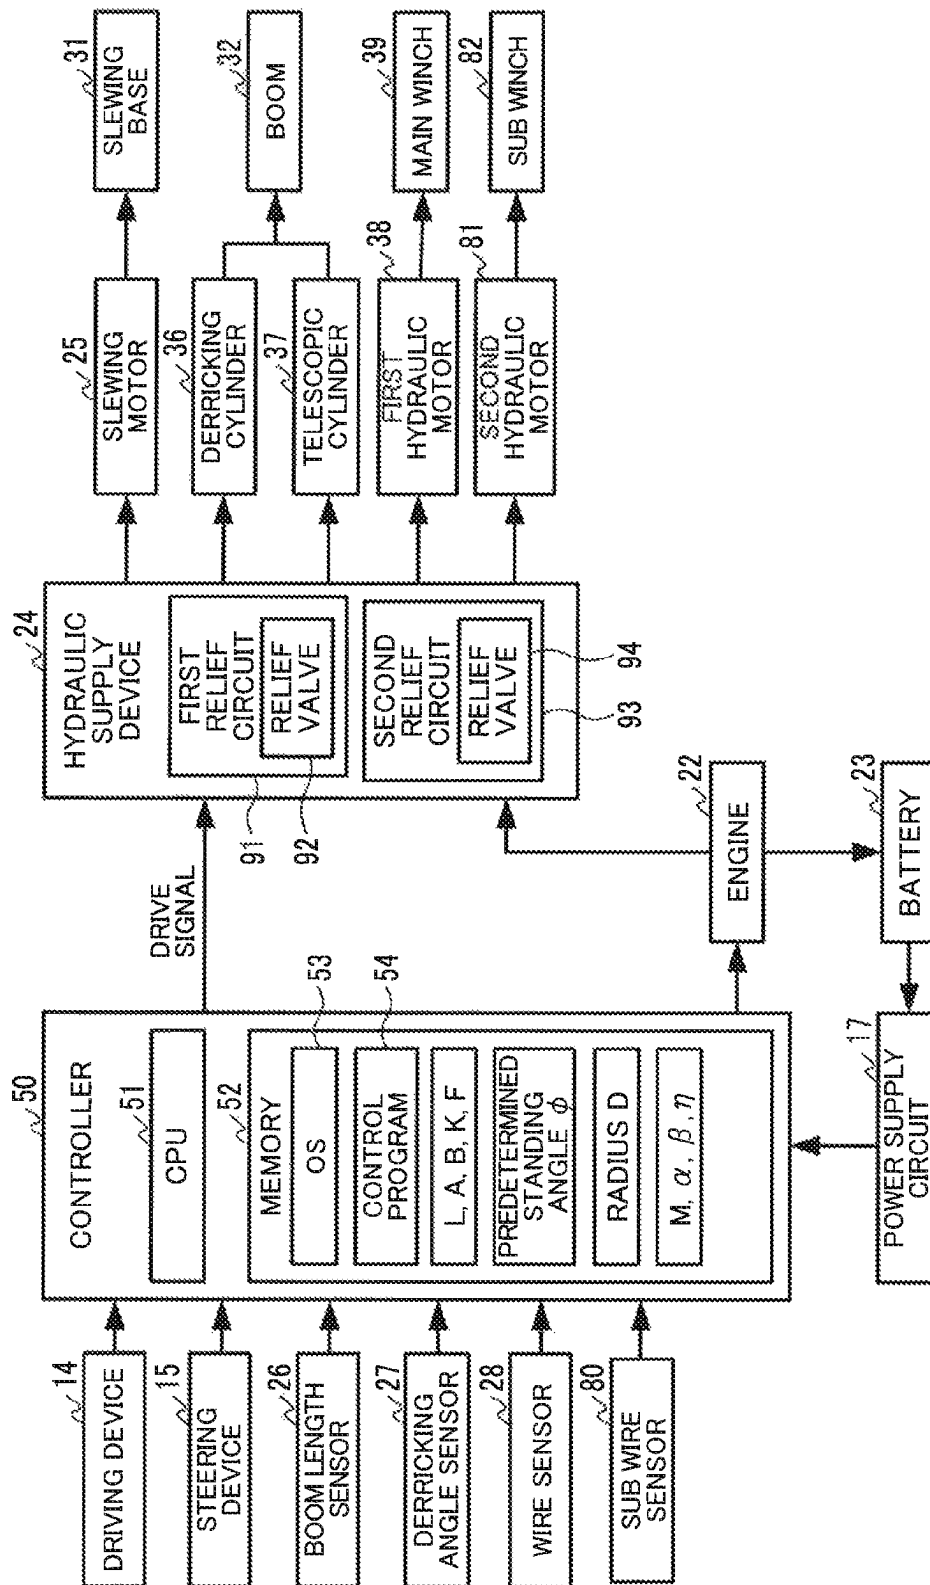 14
DRIVING DEVICE
15
STEERING
DEVICE
26
BOOM LENGTH
SENSOR
27
DERRICKING
ANGLE SENSOR
28
WIRE SENSOR
80
SUB WIRE
SENSOR
50
CONTROLLER
51
CPU
52
MEMORY
53
OS
54
CONTROL
PROGRAM
L, A, B, K, F
PREDETERMINED
STANDING
ANGLE ϕ
RADIUS D
M, α, β, η
17
POWER SUPPLY
CIRCUIT
DRIVE
SIGNAL
22
ENGINE
23
BATTERY
24
HYDRAULIC
SUPPLY
DEVICE
FIRST
RELIEF
CIRCUIT
RELIEF
VALVE
91
92
SECOND
RELIEF
CIRCUIT
RELIEF
VALVE
93
94
25
SLEWING
MOTOR
36
DERRICKING
CYLINDER
37
TELESCOPIC
CYLINDER
38
FIRST
HYDRAULIC
MOTOR
81
SECOND
HYDRAULIC
MOTOR
31
SLEWING
BASE
32
BOOM
39
MAIN WINCH
82
SUB WINCH